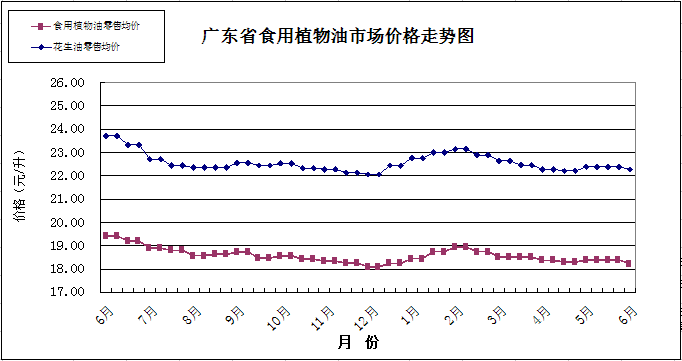 广东省食用植物油市场价格走势图
食用植物油零售均价
花生油零售均价
价格（元/升）
26.00
25.00
24.00
23.00
22.00
21.00
20.00
19.00
18.00
17.00
6月 7月 8月 9月 10月 11月 12月 1月 2月 3月 4月 5月 6月
月 份